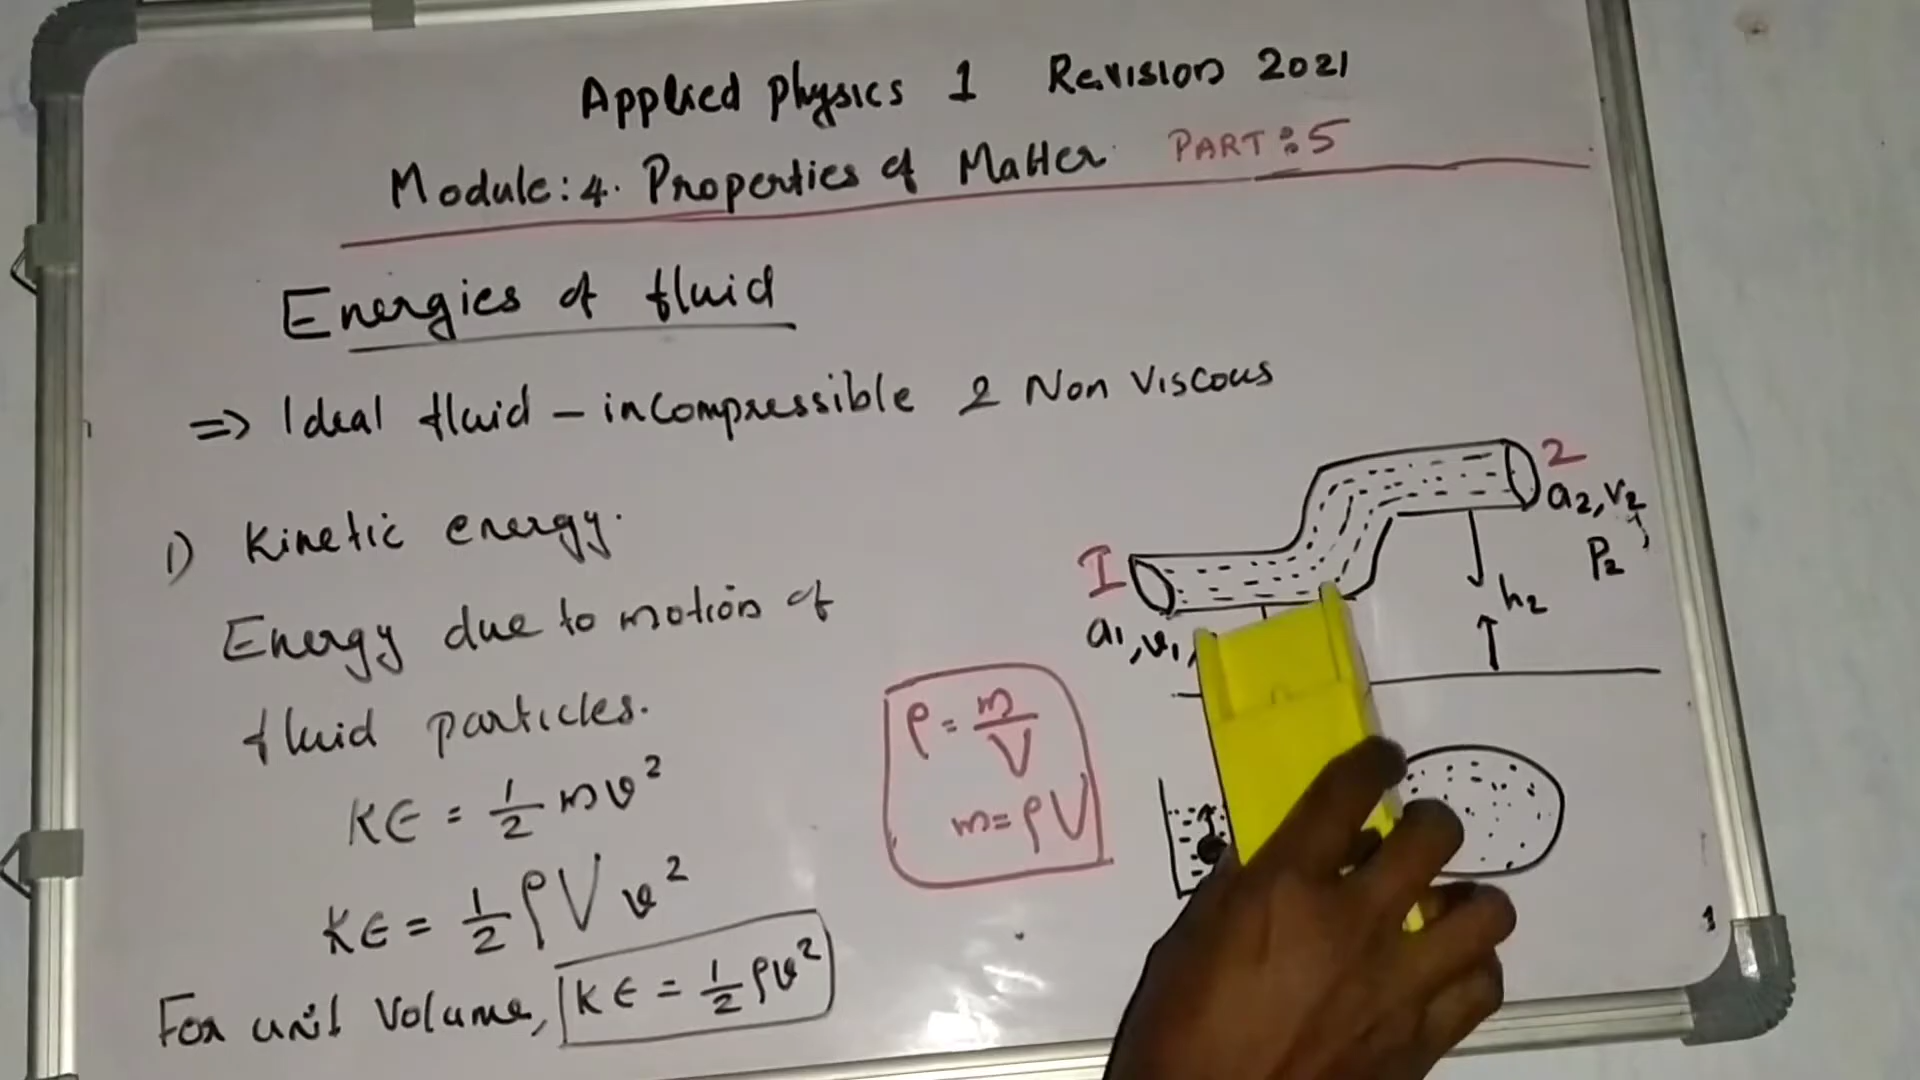 Applied Physics 1 Revision 2021
Module:4. Properties of Matter PART:5
Energies of fluid
=> Ideal fluid - incompressible & Non Viscous
1) Kinetic energy.
Energy due to motion of
fluid particles.
KE = 1/2 mv²
KE = 1/2 ρVv²
For unit Volume, KE = 1/2 ρv²
ρ = m/V
m = ρV
I
a1, v1,
2
a2, v2,
P2
h2